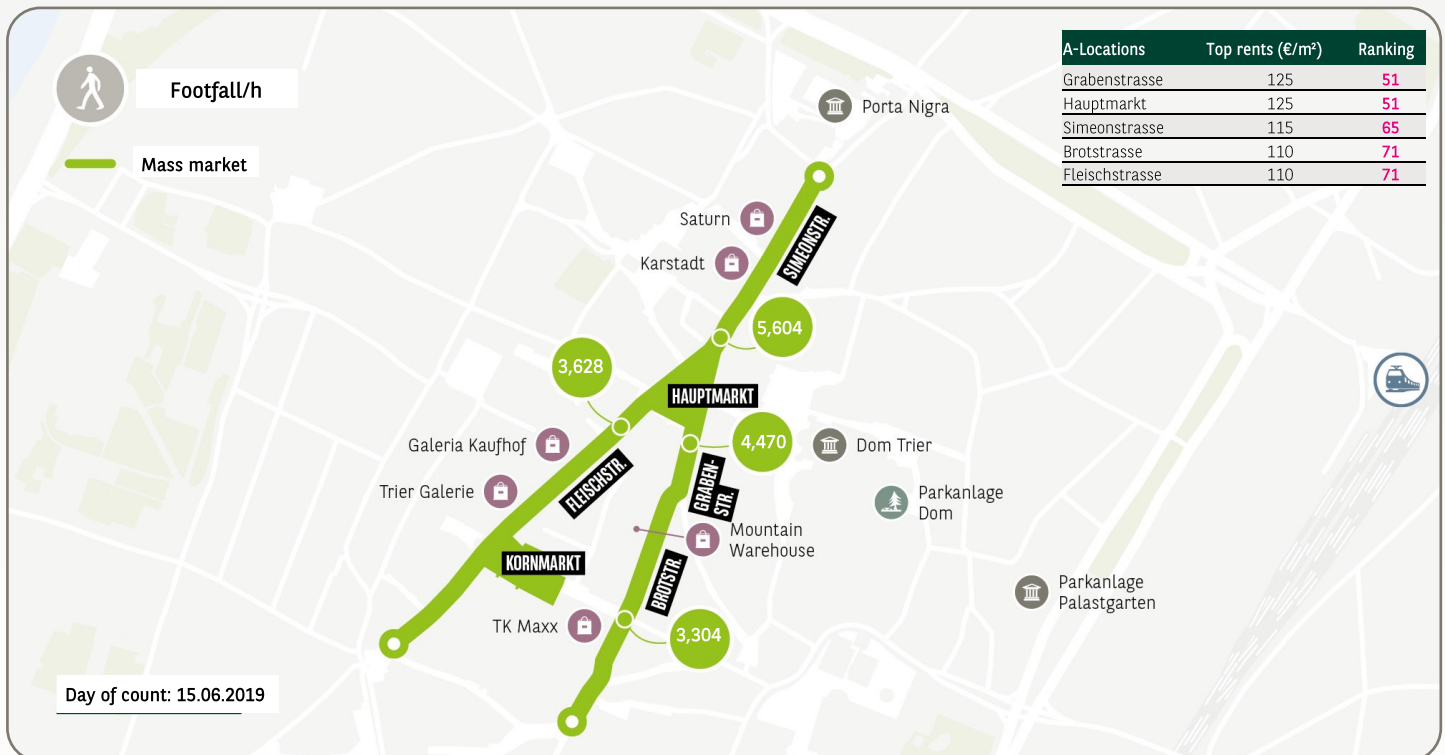 Footfall/h
Mass market
A-Locations Top rents (€/m²) Ranking
Grabenstrasse 125 51
Hauptmarkt 125 51
Simeonstrasse 115 65
Brotstrasse 110 71
Fleischstrasse 110 71
Porta Nigra
Saturn
SIMEONSTR.
Karstadt
5,604
3,628
HAUPTMARKT
4,470
Galeria Kaufhof
Dom Trier
FLEISCHSTR.
GRABEN-
STR.
Trier Galerie
Parkanlage
Dom
Mountain
Warehouse
KORNMARKT
BROTSTR.
Parkanlage
Palastgarten
TK Maxx
3,304
Day of count: 15.06.2019